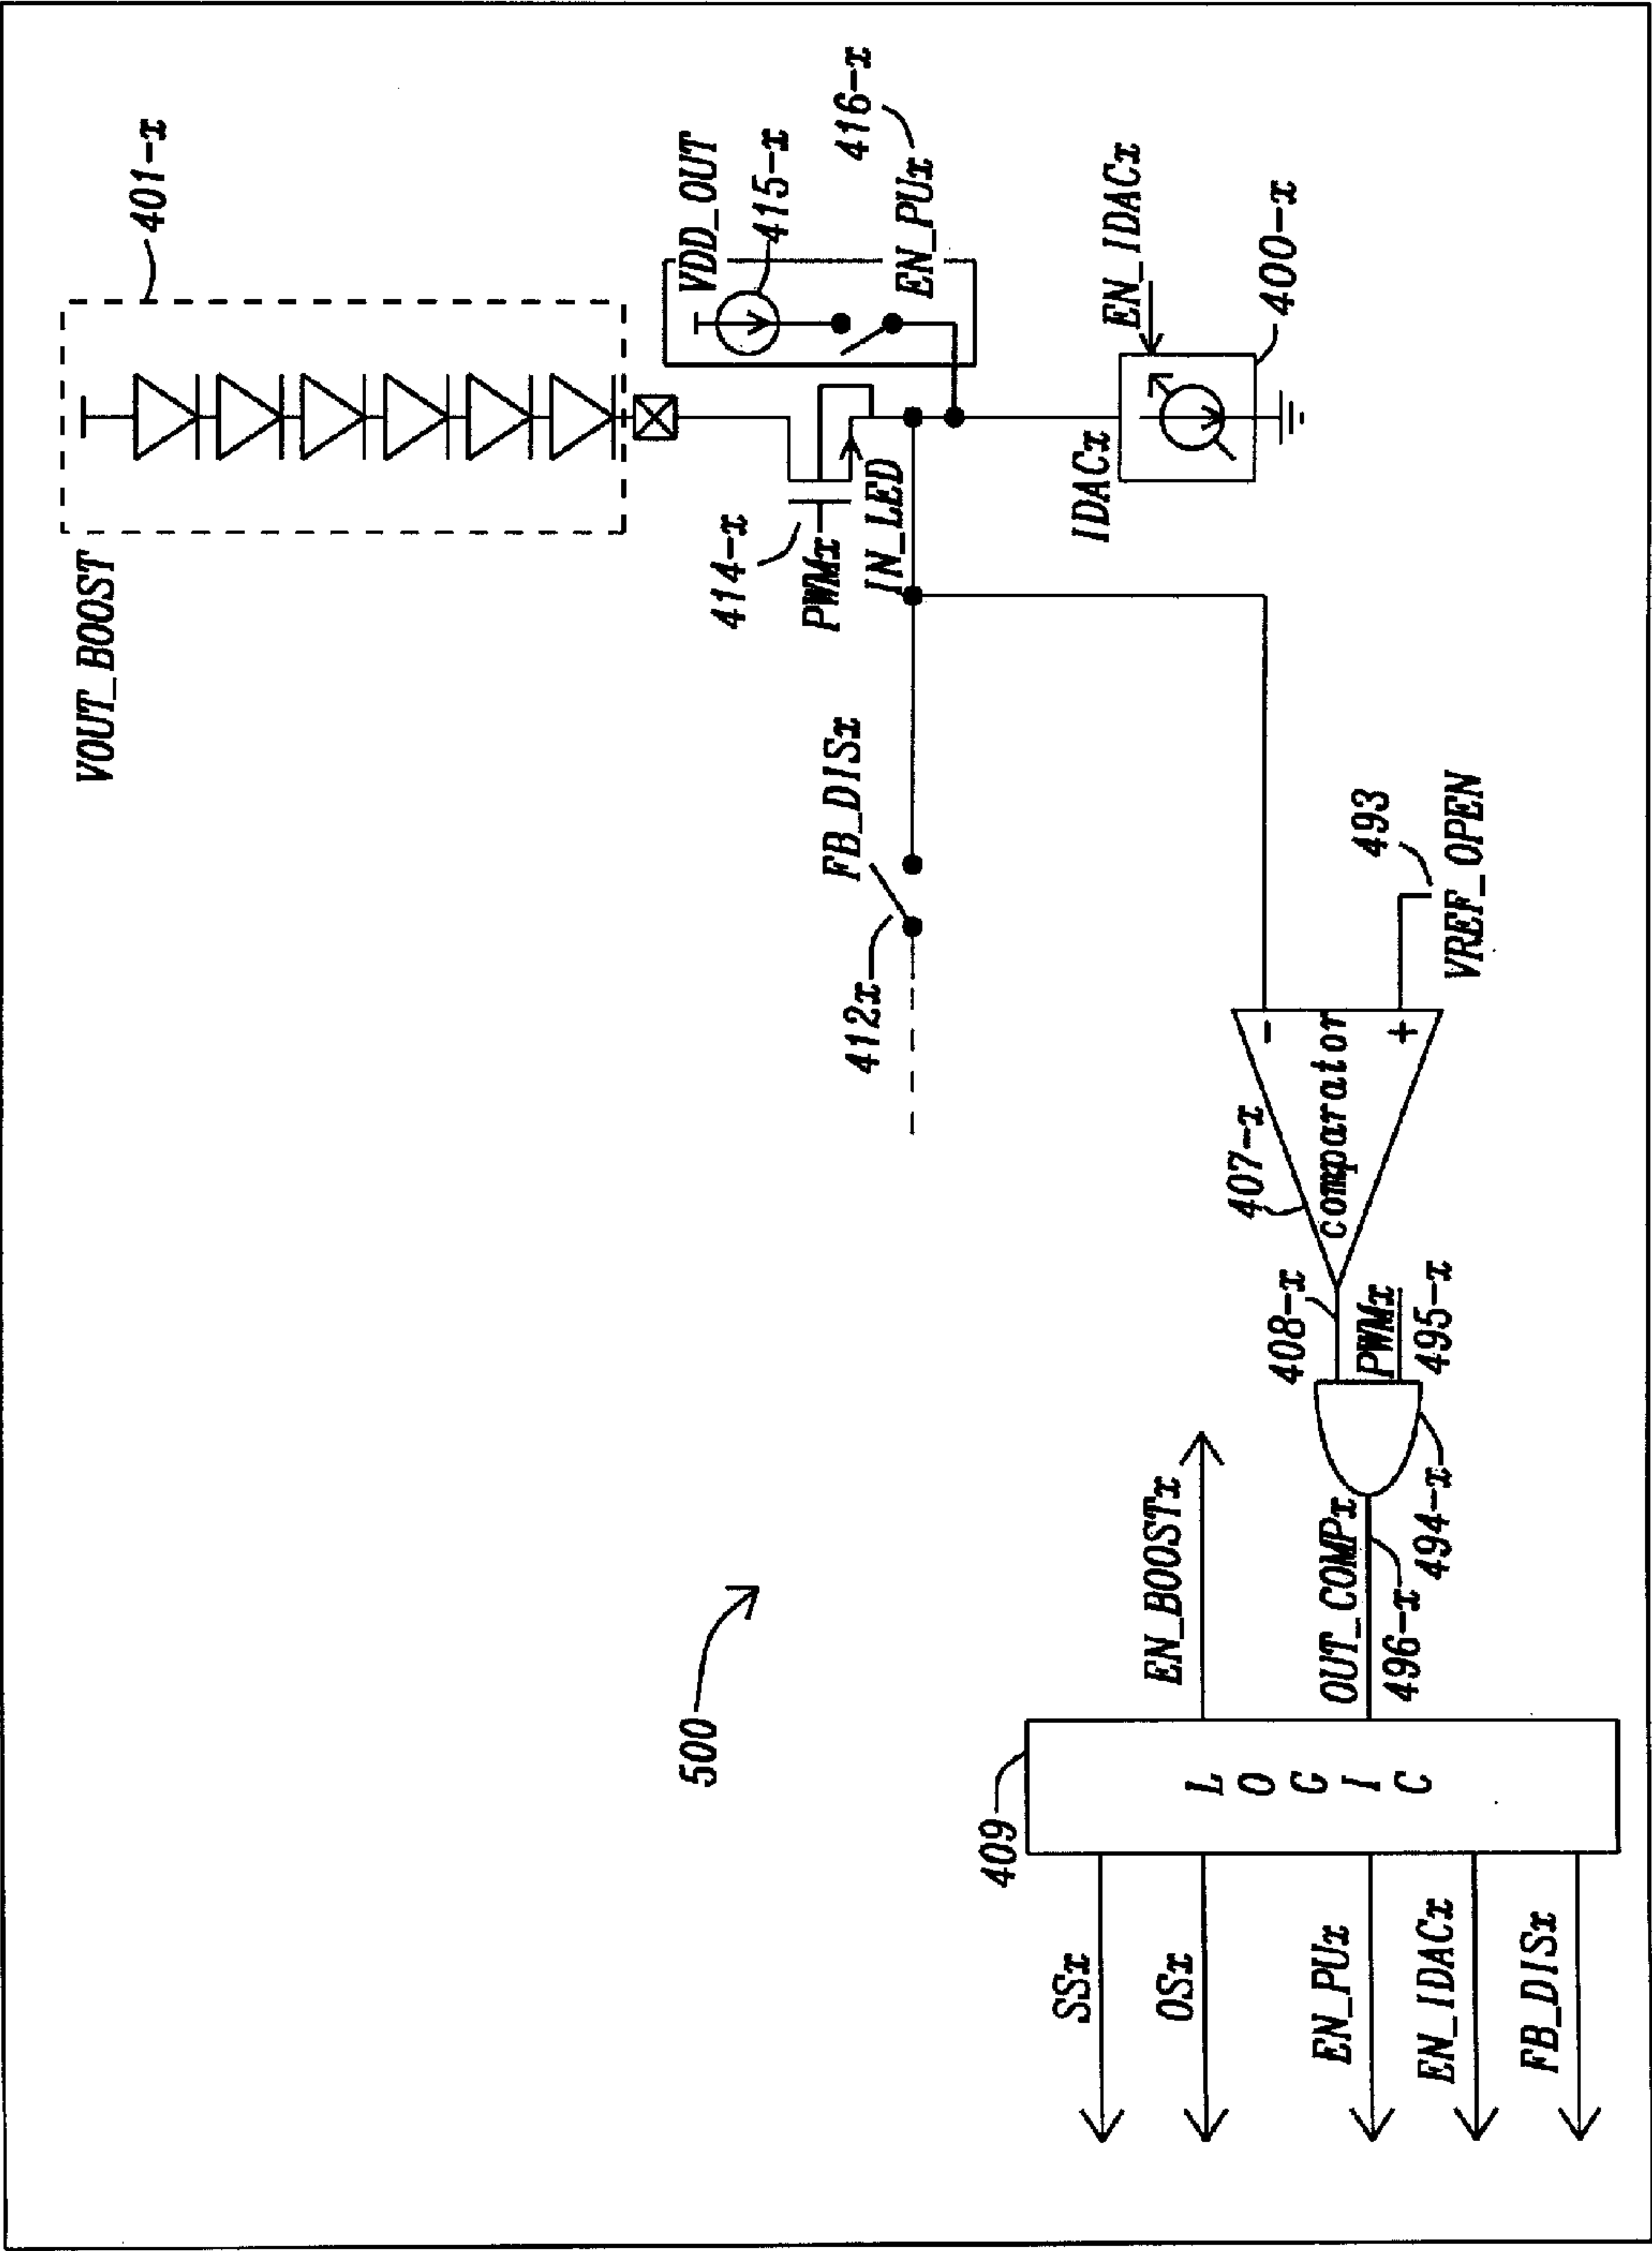 VOUT_BOOST
401-x
VDD_OUT
415-x
416-x
EN_PUx
414-x
PWMx
IN_LED
EN_IDACx
IDACx
400-x
FB_DISx
412x
493
VREF_OPEN
407-x
comparator
-
+
408-x
PWMx
495-x
494-x
OUT_COMPx
496-x
EN_BOOSTx
500
409
LOGIC
SSx
OSx
EN_PUx
EN_IDACx
FB_DISx